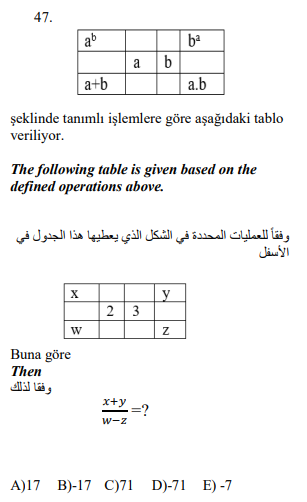 47.
aᵇ bᵃ
a b
a+b a.b
şeklinde tanımlı işlemlere göre aşağıdaki tablo
veriliyor.
The following table is given based on the
defined operations above.
وفقاً للعمليات المحددة في الشكل الذي يعطيها هذا الجدول في
الأسفل
x y
2 3
w z
Buna göre
Then
وفقا لذلك
x+y
w−z =?
A)17 B)-17 C)71 D)-71 E) -7